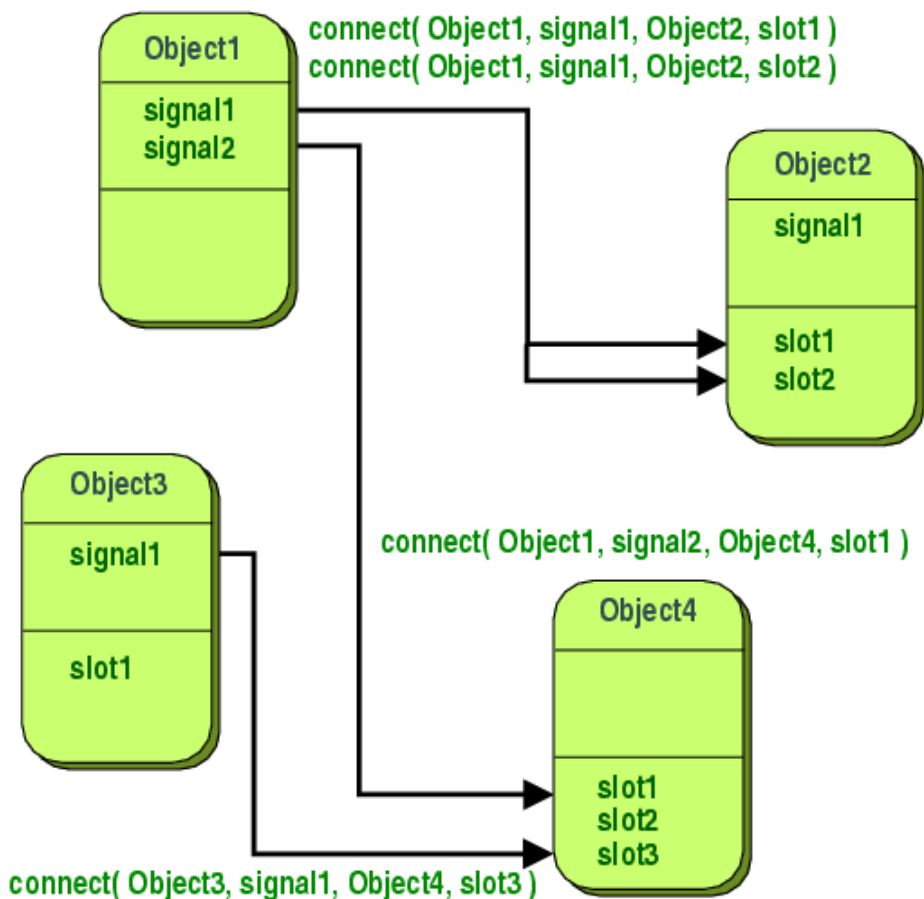 Object1
signal1
signal2
connect( Object1, signal1, Object2, slot1 )
connect( Object1, signal1, Object2, slot2 )
Object2
signal1
slot1
slot2
Object3
signal1
slot1
connect( Object1, signal2, Object4, slot1 )
Object4
slot1
slot2
slot3
connect( Object3, signal1, Object4, slot3 )